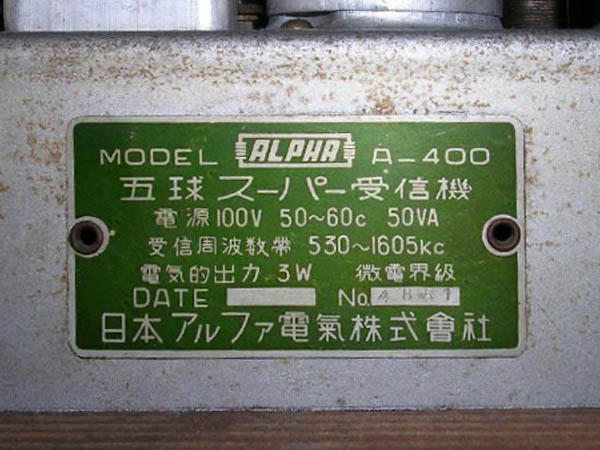 MODEL ALPHA A-400
五球スーパー受信機
電源100V 50~60c 50VA
受信周波数帯 530~1605KC
電気的出力 3W 微電界級
DATE No.
日本アルファ電氣株式會社